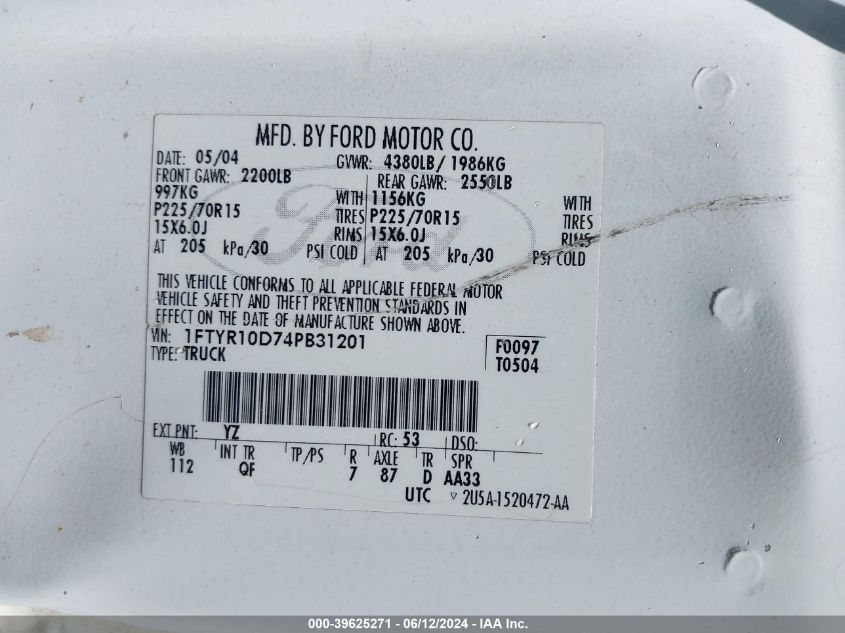 MFD. BY FORD MOTOR CO.
DATE: 05/04 GVWR: 4380LB/ 1986KG
FRONT GAWR: 2200LB REAR GAWR: 2550LB
997KG WITH 1156KG WITH
P225/70R15 TIRES P225/70R15 TIRES
15X6.0J RIMS 15X6.0J RIMS
AT 205 kPa/30 PSI COLD AT 205 kPa/30 PSI COLD
Ford
THIS VEHICLE CONFORMS TO ALL APPLICABLE FEDERAL MOTOR
VEHICLE SAFETY AND THEFT PREVENTION STANDARDS IN
EFFECT ON THE DATE OF MANUFACTURE SHOWN ABOVE.
VIN: 1FTYR10D74PB31201 F0097
TYPE: TRUCK T0504
EXT PNT: YZ RC: 53 DSO:
WB INT TR TP/PS R AXLE TR SPR
112 QF 7 87 D AA33
UTC ▽ 2U5A-1520472-AA
000-39625271 - 06/12/2024 - IAA Inc.